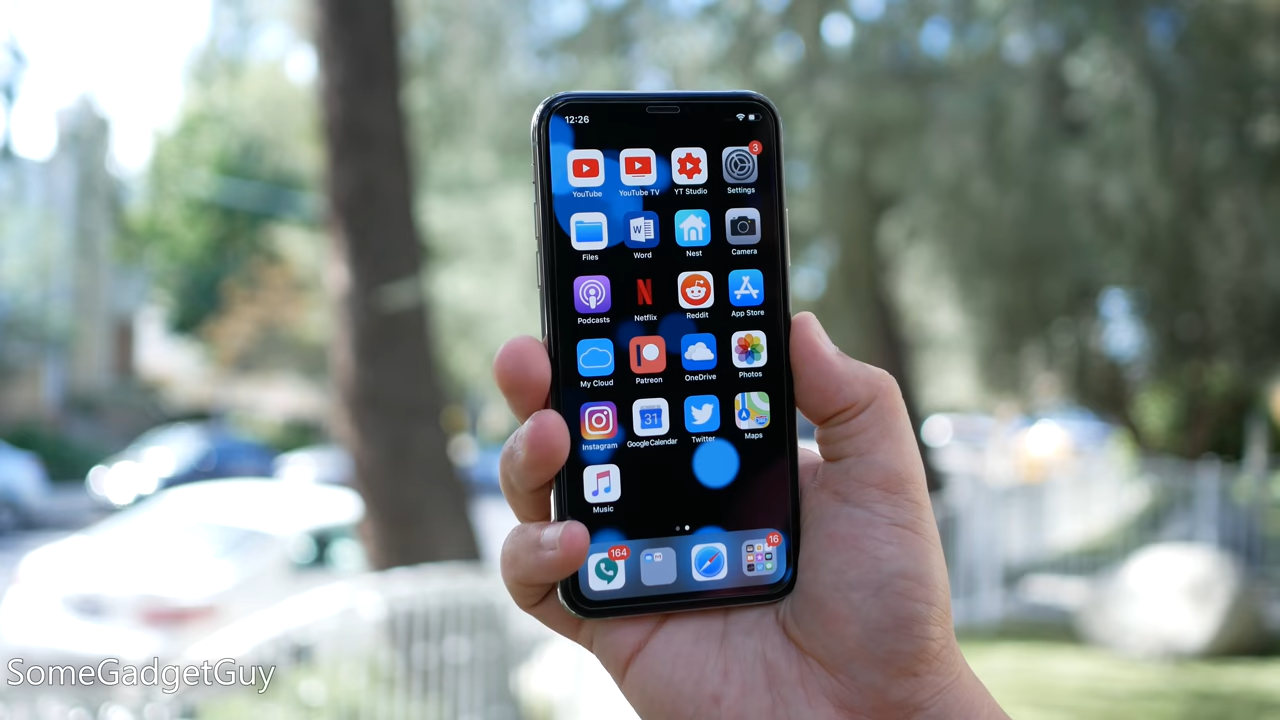 12:26
3
YouTube YouTube TV YT Studio Settings
W
Files Word Nest Camera
N
Podcasts Netflix Reddit App Store
My Cloud Patreon OneDrive Photos
31
Instagram Google Calendar Twitter Maps
Music
164 16
SomeGadgetGuy